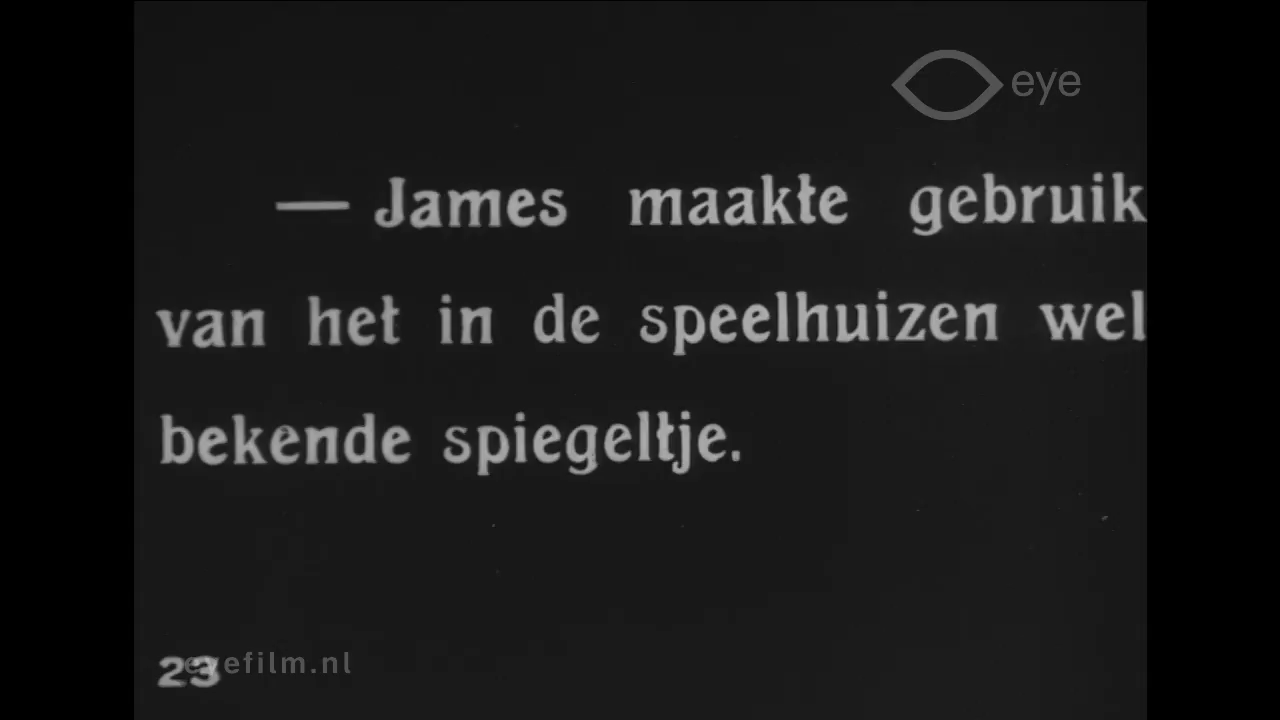 eye
— James maakte gebruik
van het in de speelhuizen wel
bekende spiegeltje.
23
eyefilm.nl